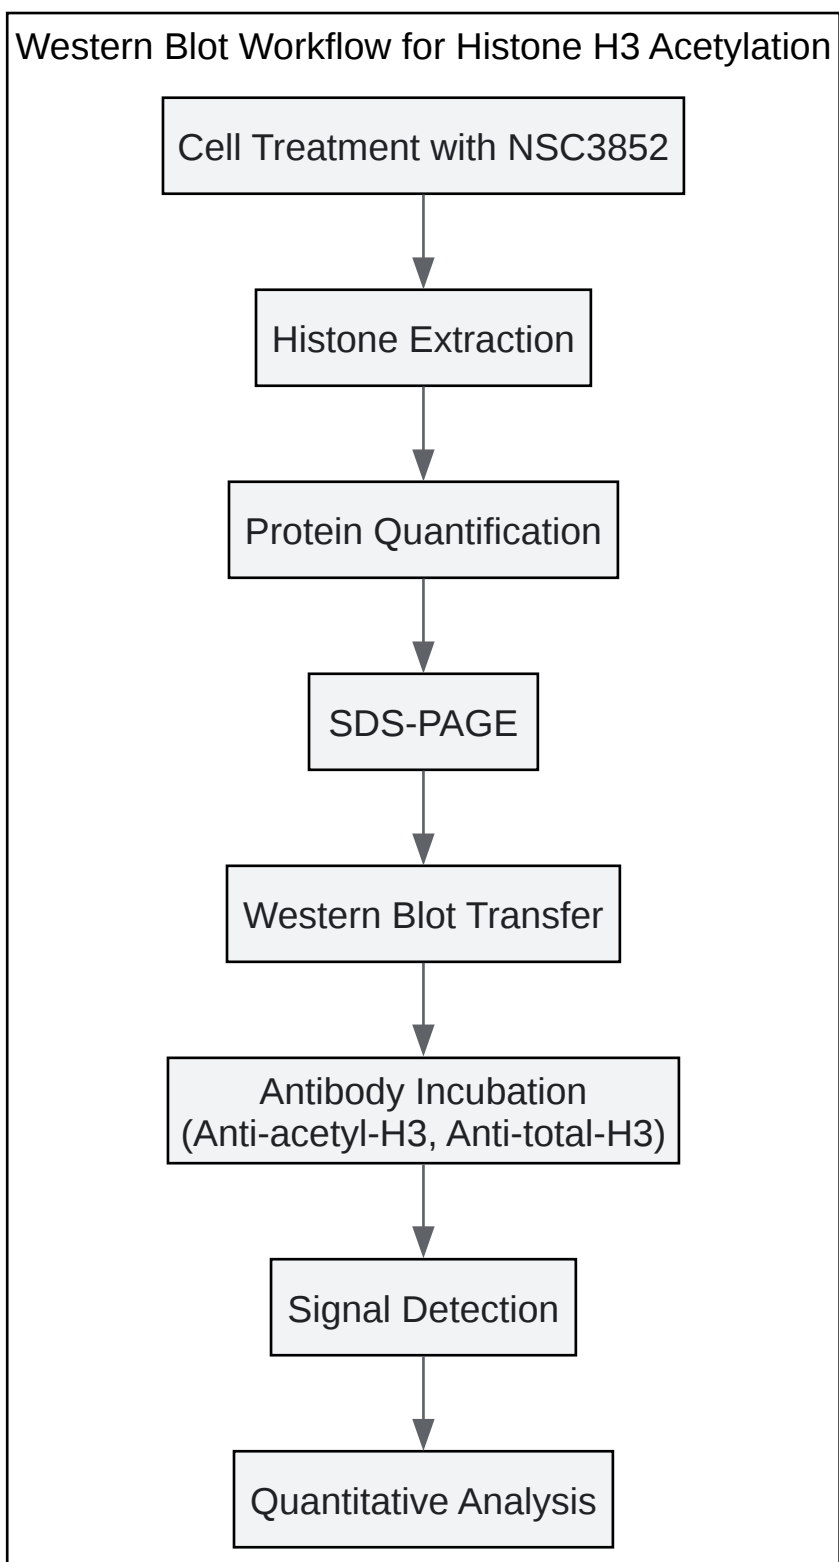 Western Blot Workflow for Histone H3 Acetylation
Cell Treatment with NSC3852
Histone Extraction
Protein Quantification
SDS-PAGE
Western Blot Transfer
Antibody Incubation
(Anti-acetyl-H3, Anti-total-H3)
Signal Detection
Quantitative Analysis